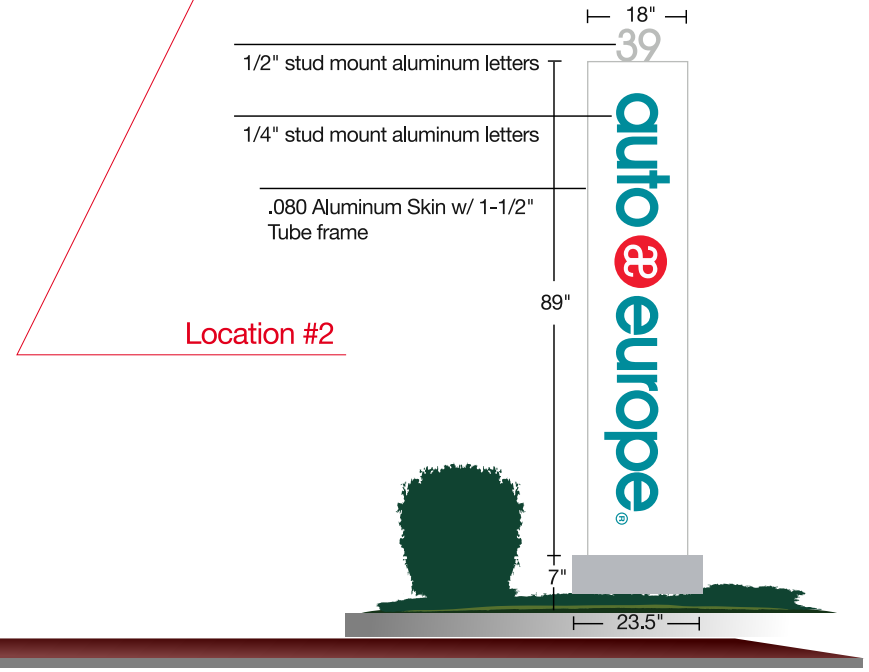 18"
39
1/2" stud mount aluminum letters
1/4" stud mount aluminum letters
.080 Aluminum Skin w/ 1-1/2"
Tube frame
auto æ europe®
89"
Location #2
7"
23.5"